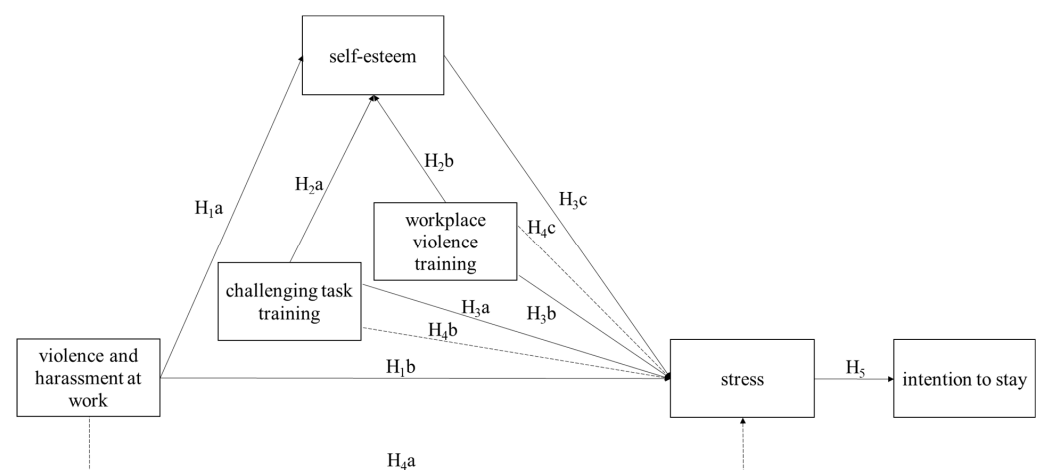 self-esteem
H₂b
H₂a
H₃c
H₁a
workplace
violence
training
H₄c
challenging task
training
H₃a
H₃b
H₄b
violence and
harassment at
work
H₁b
stress
H₅
intention to stay
H₄a